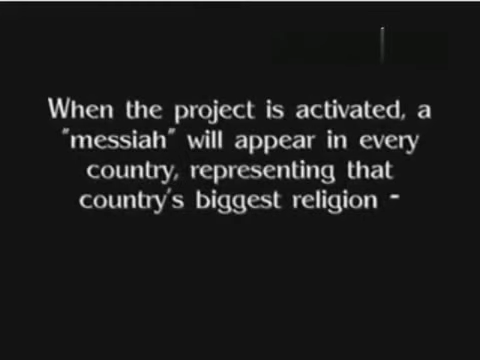 When the project is activated, a
"messiah" will appear in every
country, representing that
country's biggest religion -